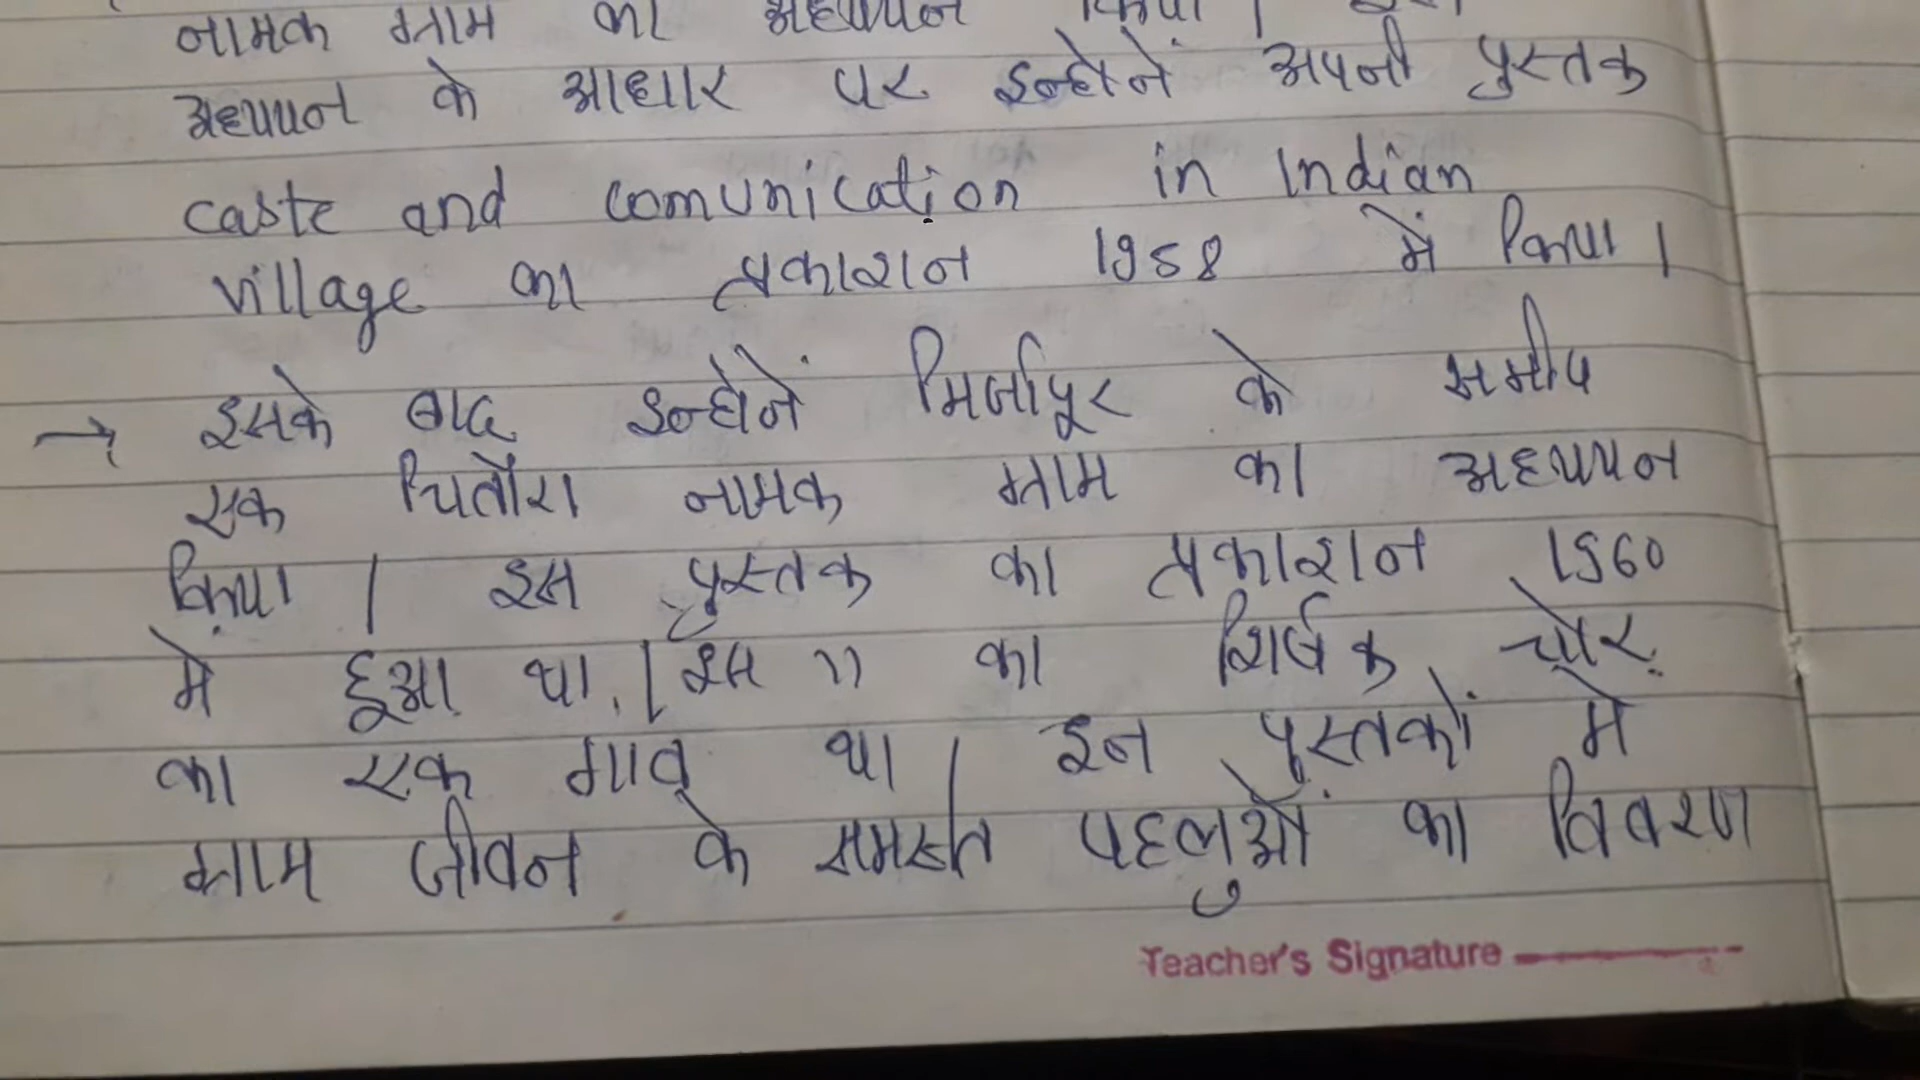 नामक ग्राम का अध्ययन किया ।
अध्ययन के आधार पर इन्होने अपनी पुस्तक
caste and comunication in Indian
village का प्रकाशन 1958 में किया ।
→ इसके बाद इन्होने मिर्जापूर के समीप
एक चितौरा नामक ग्राम का अध्ययन
किया । इस पुस्तक का प्रकाशन 1960
मे हूआ था । इस " का शिर्षक चोर
का एक गाव था । इन पुस्तकों मे
ग्राम जीवन के समस्त पहलुओं का विवरण
Teacher's Signature